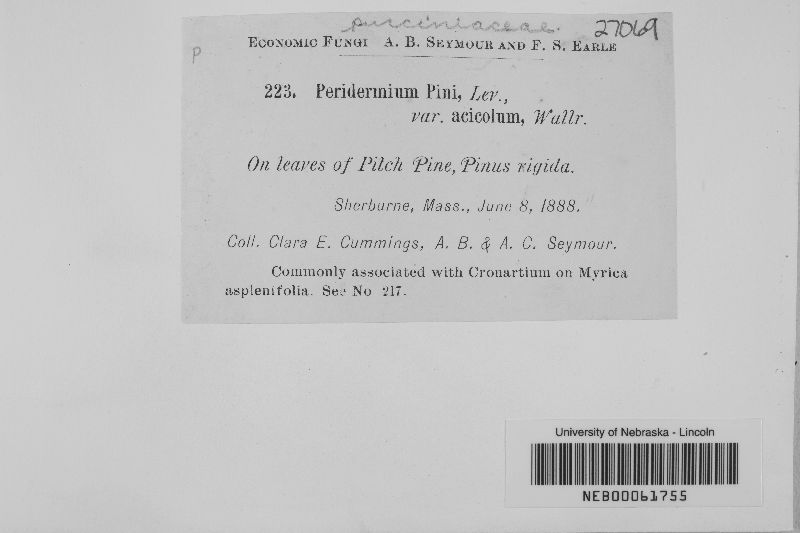 pucciniaceae. 27069
p
Economic Fungi A. B. Seymour and F. S. Earle
223. Peridermium Pini, Lev.,
var. acicolum, Wallr.
On leaves of Pitch Pine, Pinus rigida.
Sherburne, Mass., June 8, 1888.
Coll. Clara E. Cummings, A. B. & A. C. Seymour.
Commonly associated with Cronartium on Myrica
asplenifolia. See No 217.
University of Nebraska - Lincoln
NEB00061755